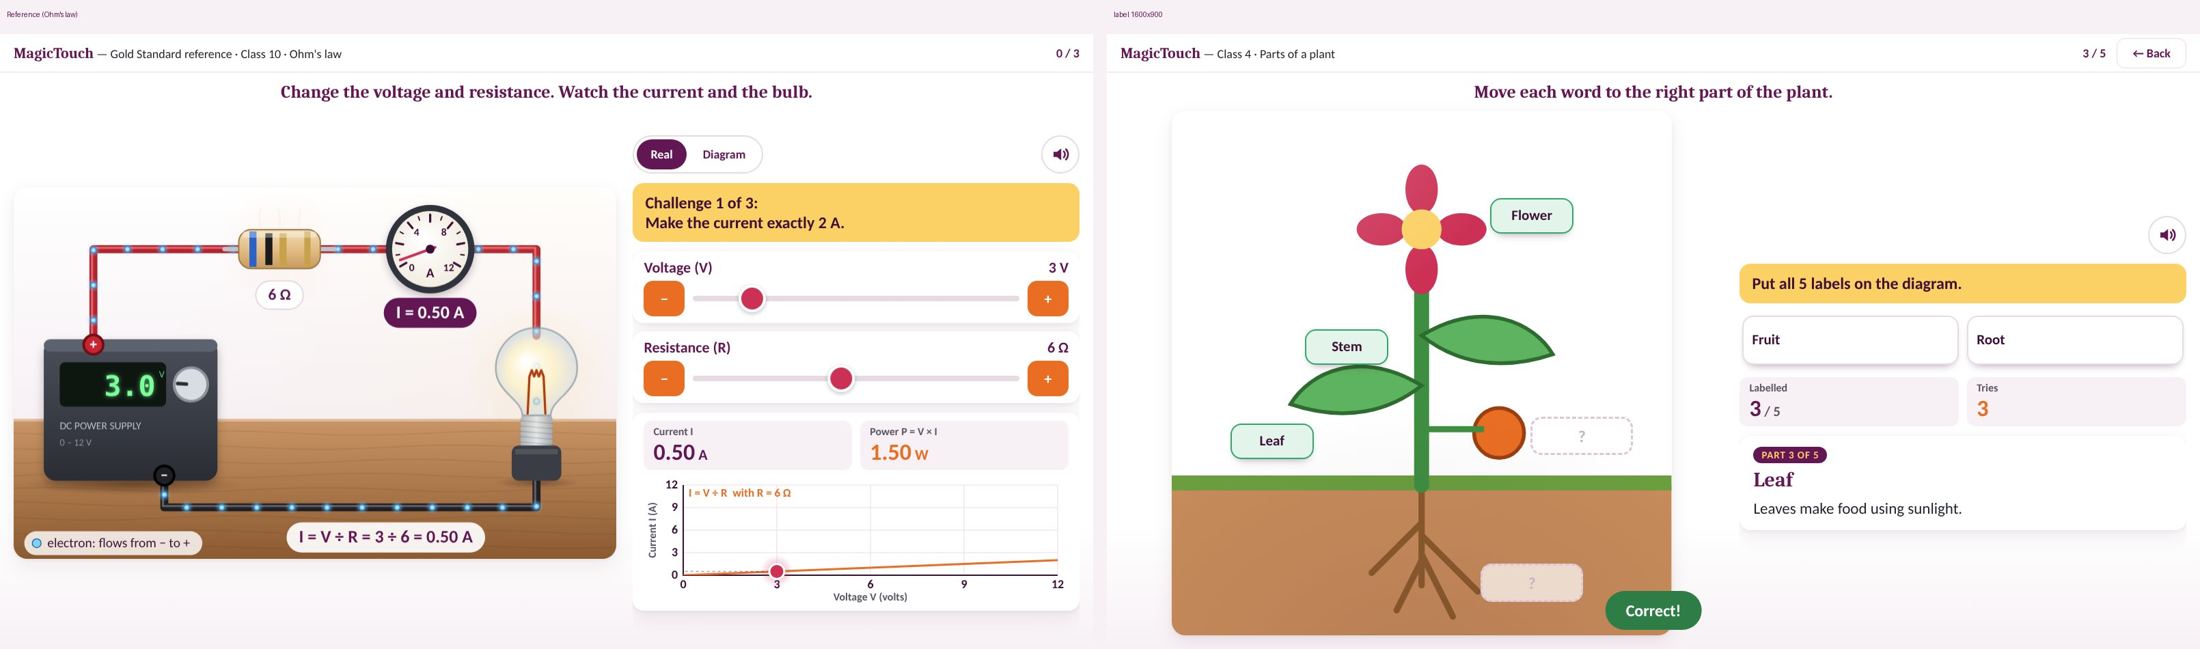 Reference (Ohm's law)
MagicTouch — Gold Standard reference · Class 10 · Ohm's law
0 / 3
Change the voltage and resistance. Watch the current and the bulb.
Real
Diagram
Challenge 1 of 3:
Make the current exactly 2 A.
Voltage (V)
3 V
−
+
Resistance (R)
6 Ω
−
+
Current I
0.50 A
Power P = V × I
1.50 W
I = V ÷ R with R = 6 Ω
Current I (A)
12
9
6
3
0
0
3
6
9
12
Voltage V (volts)
6 Ω
4
8
0
12
A
I = 0.50 A
+
3.0 V
DC POWER SUPPLY
0 – 12 V
−
electron: flows from − to +
I = V ÷ R = 3 ÷ 6 = 0.50 A
label 1600x900
MagicTouch — Class 4 · Parts of a plant
3 / 5
← Back
Move each word to the right part of the plant.
Flower
Stem
Leaf
?
?
Correct!
Put all 5 labels on the diagram.
Fruit
Root
Labelled
3 / 5
Tries
3
PART 3 OF 5
Leaf
Leaves make food using sunlight.